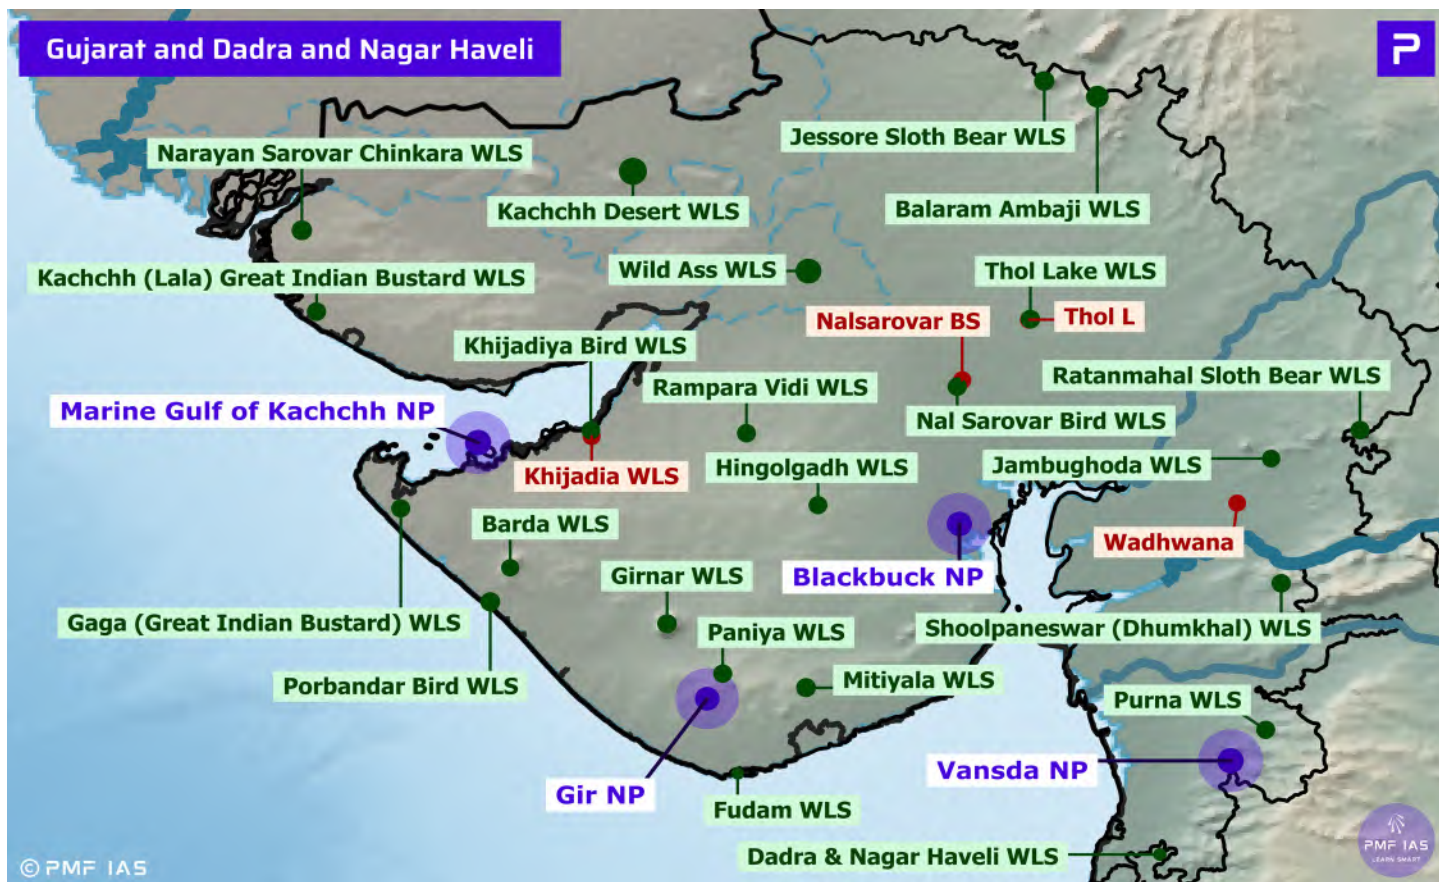 Gujarat and Dadra and Nagar Haveli
P
Jessore Sloth Bear WLS
Narayan Sarovar Chinkara WLS
Kachchh Desert WLS
Balaram Ambaji WLS
Kachchh (Lala) Great Indian Bustard WLS
Wild Ass WLS
Thol Lake WLS
Nalsarovar BS
Thol L
Khijadiya Bird WLS
Rampara Vidi WLS
Ratanmahal Sloth Bear WLS
Marine Gulf of Kachchh NP
Nal Sarovar Bird WLS
Khijadia WLS
Hingolgadh WLS
Jambughoda WLS
Barda WLS
Wadhwana
Girnar WLS
Blackbuck NP
Gaga (Great Indian Bustard) WLS
Paniya WLS
Shoolpaneswar (Dhumkhal) WLS
Porbandar Bird WLS
Mitiyala WLS
Purna WLS
Gir NP
Vansda NP
Fudam WLS
Dadra & Nagar Haveli WLS
© PMF IAS
PMF IAS
LEARN SMART